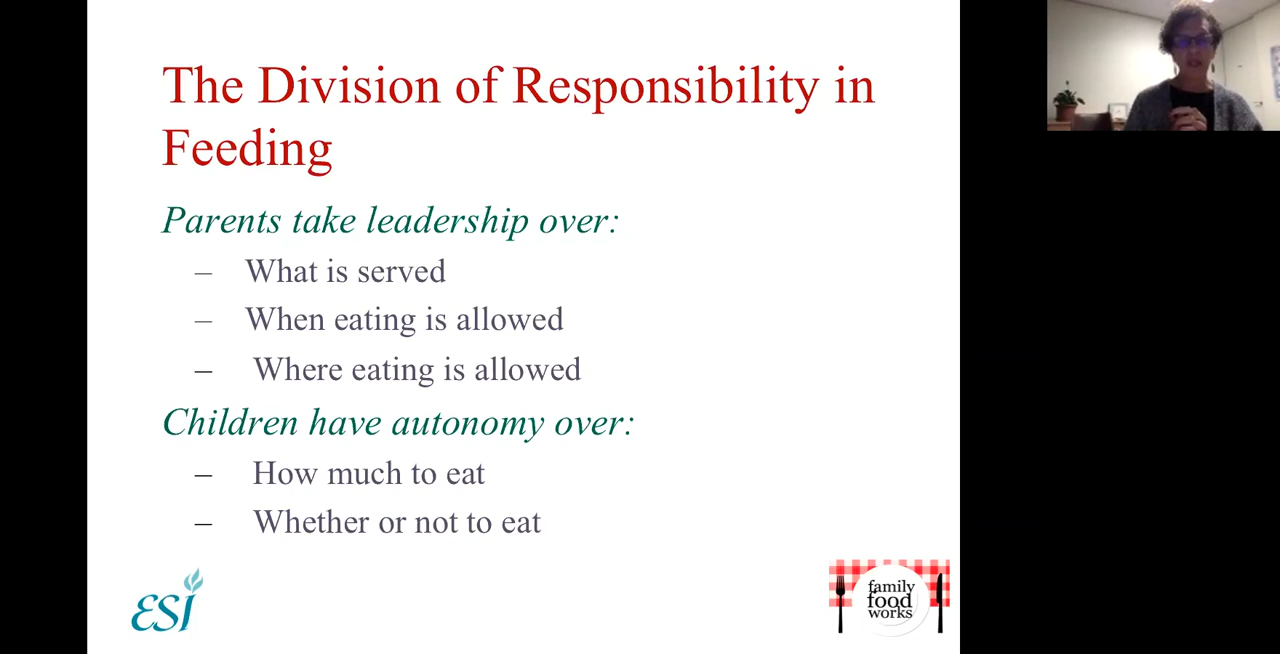 The Division of Responsibility in
Feeding
Parents take leadership over:
– What is served
– When eating is allowed
– Where eating is allowed
Children have autonomy over:
– How much to eat
– Whether or not to eat
ESI
family
food
works